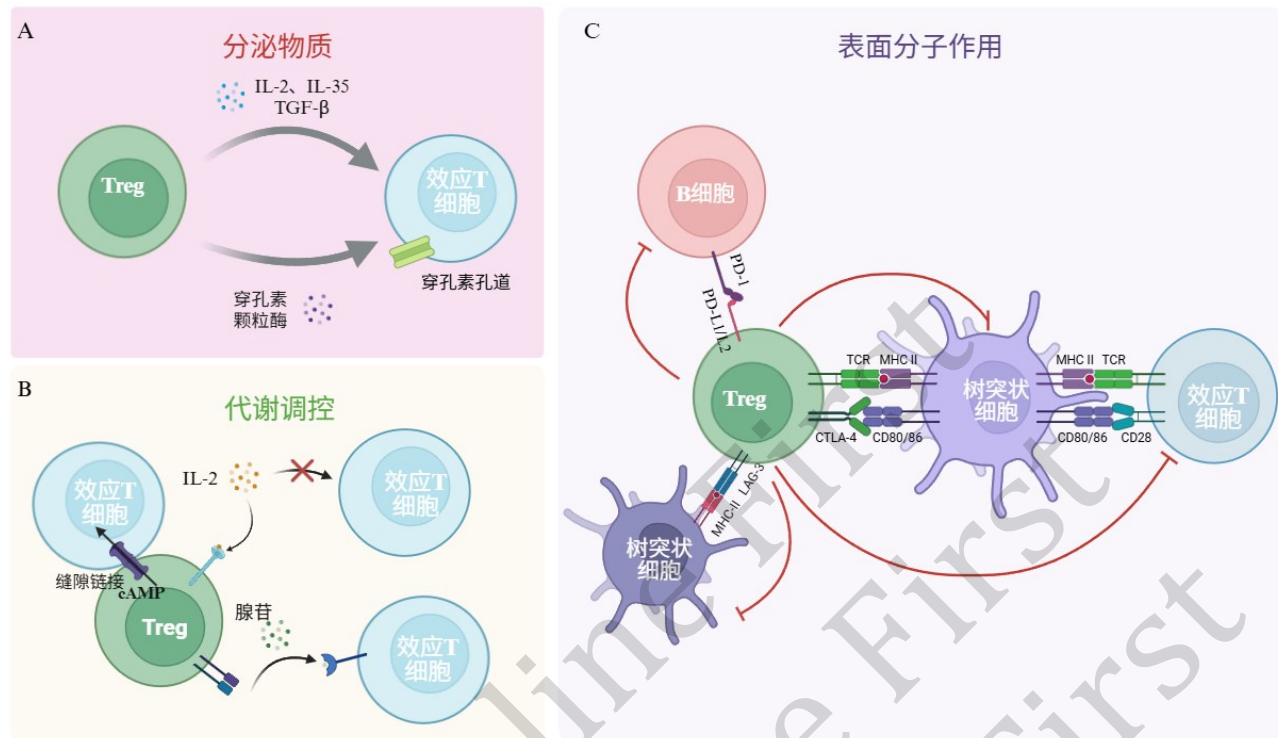 A
分泌物质
IL-2、IL-35
TGF-β
Treg
效应T
细胞
穿孔素
颗粒酶
穿孔素孔道
B
代谢调控
效应T
细胞
IL-2
效应T
细胞
缝隙链接
cAMP
Treg
腺苷
效应T
细胞
C
表面分子作用
B细胞
PD-1
PD-L1/L2
Treg
TCR
MHC II
CTLA-4
CD80/86
树突状
细胞
MHC II
TCR
CD80/86
CD28
效应T
细胞
MHC-II
LAG-3
树突状
细胞
line First
e First
First